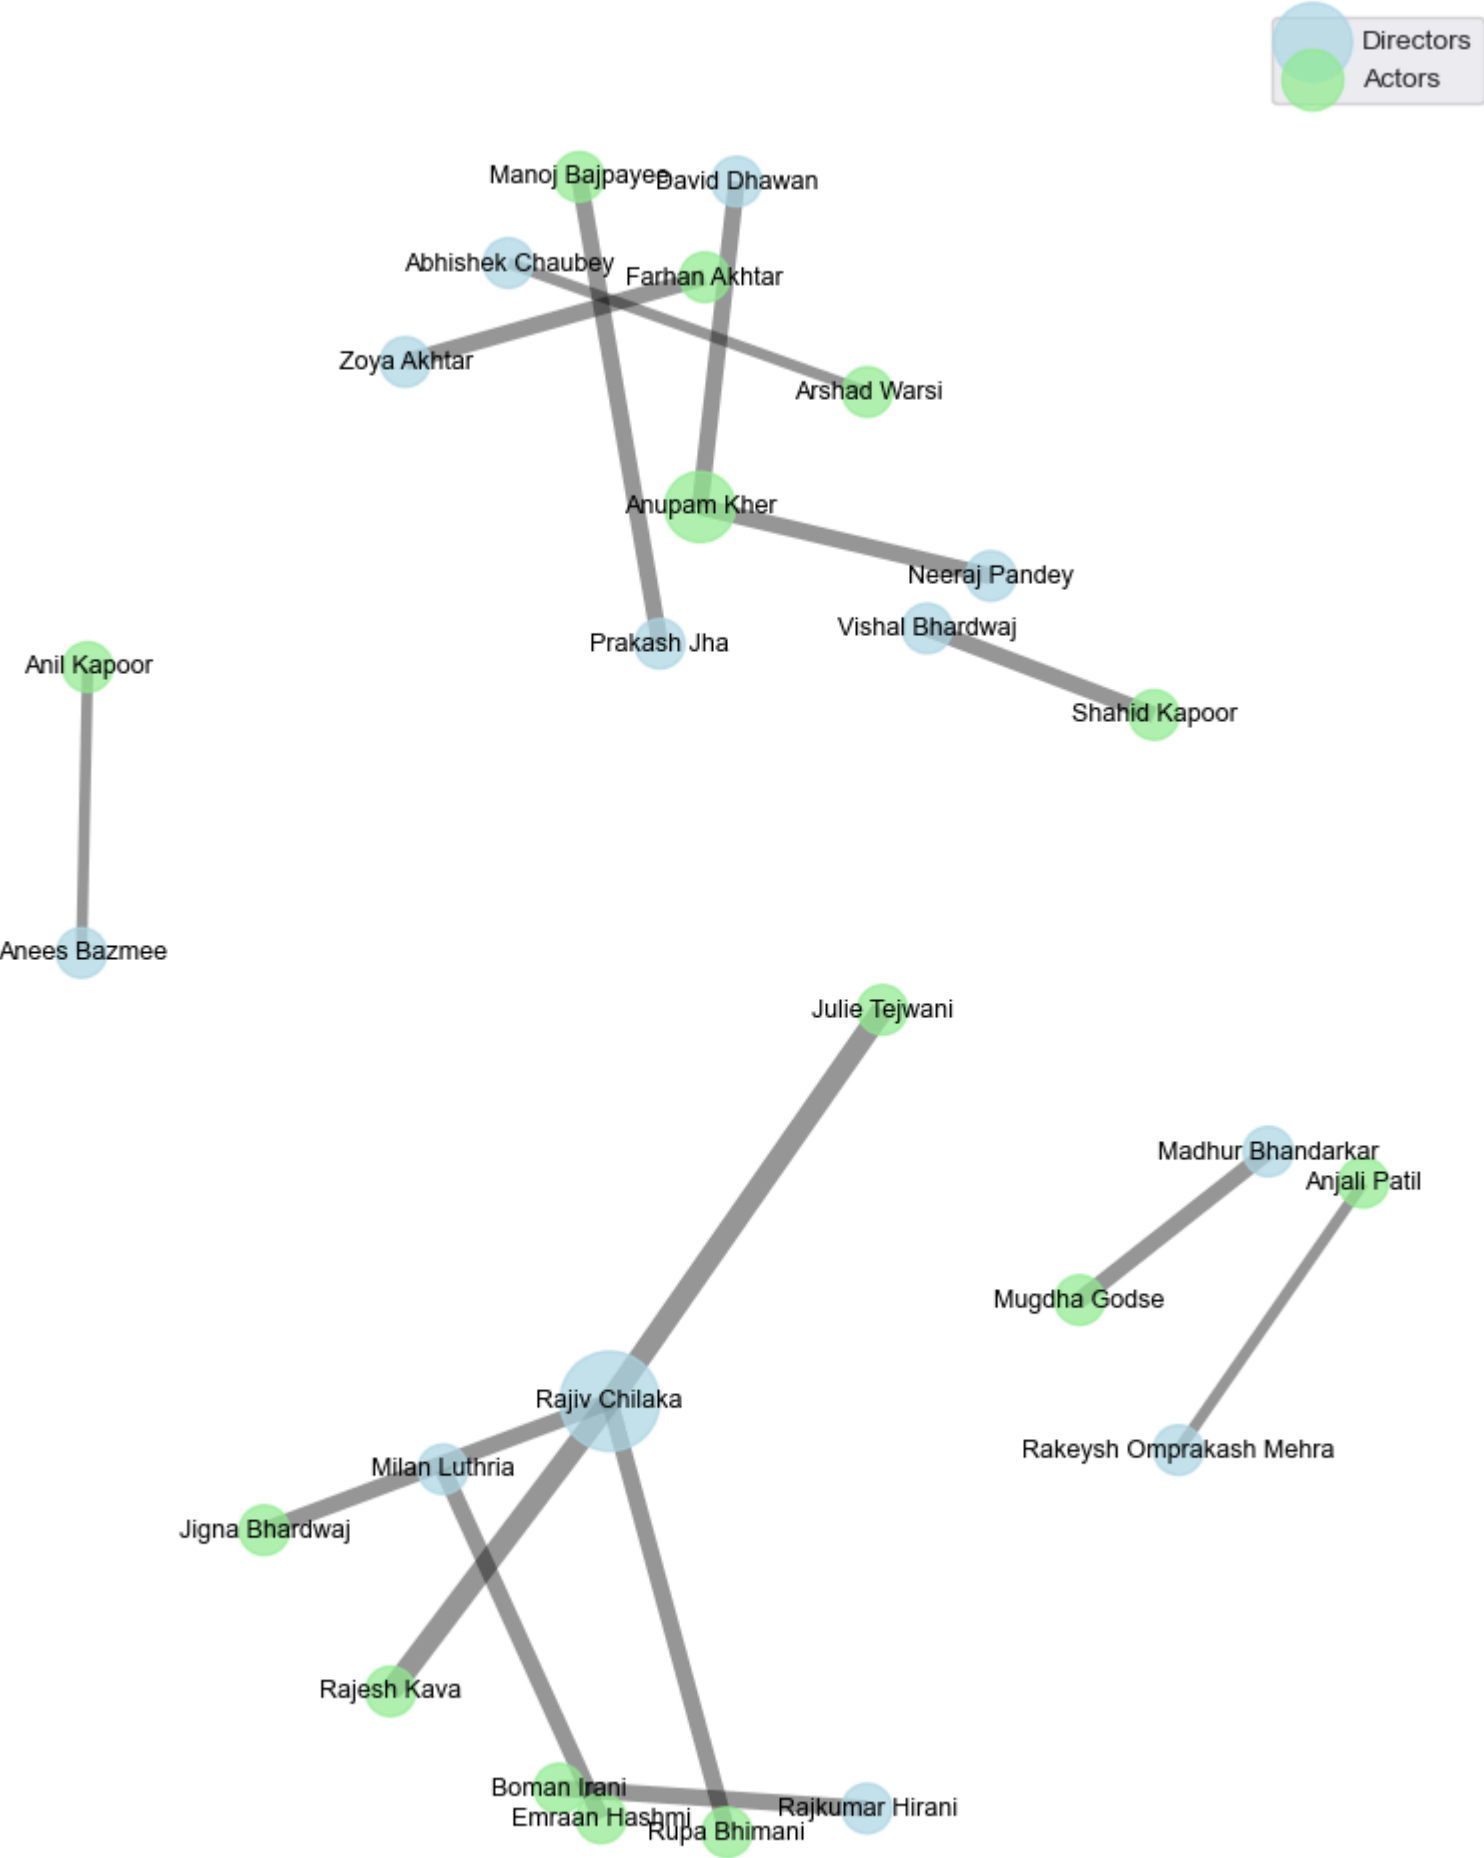 Directors
Actors
Manoj Bajpayee
David Dhawan
Abhishek Chaubey
Farhan Akhtar
Zoya Akhtar
Arshad Warsi
Anupam Kher
Neeraj Pandey
Vishal Bhardwaj
Prakash Jha
Anil Kapoor
Shahid Kapoor
Anees Bazmee
Julie Tejwani
Madhur Bhandarkar
Anjali Patil
Mugdha Godse
Rajiv Chilaka
Rakeysh Omprakash Mehra
Milan Luthria
Jigna Bhardwaj
Rajesh Kava
Boman Irani
Rajkumar Hirani
Emraan Hashmi
Rupa Bhimani